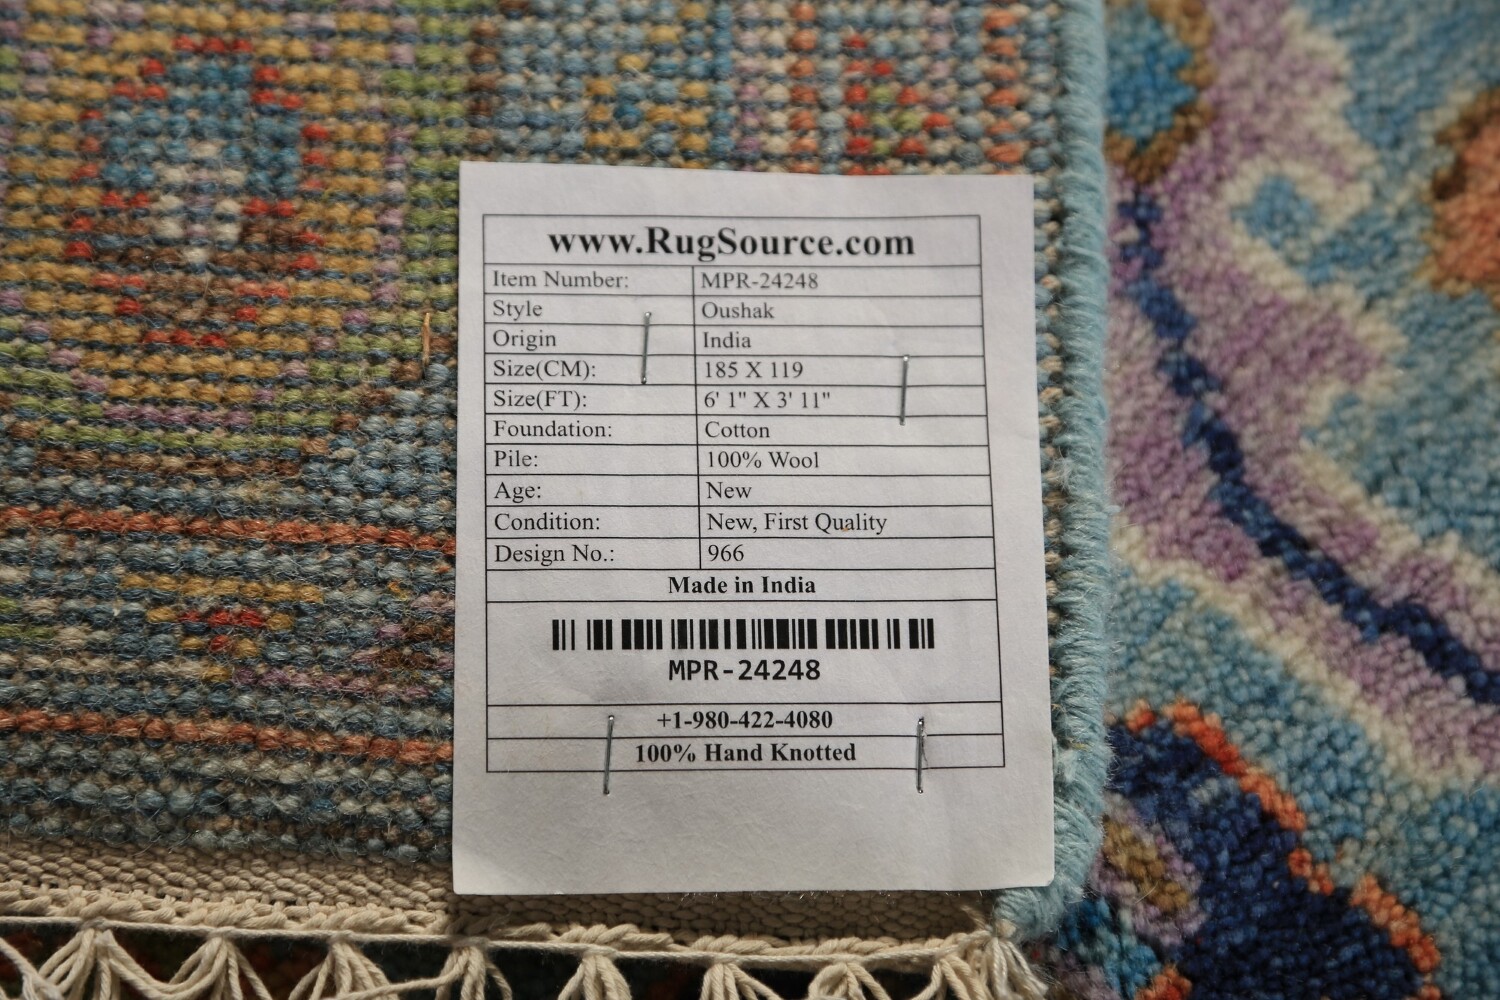 www.RugSource.com
Item Number: MPR-24248
Style Oushak
Origin India
Size(CM): 185 X 119
Size(FT): 6' 1" X 3' 11"
Foundation: Cotton
Pile: 100% Wool
Age: New
Condition: New, First Quality
Design No.: 966
Made in India
MPR-24248
+1-980-422-4080
100% Hand Knotted